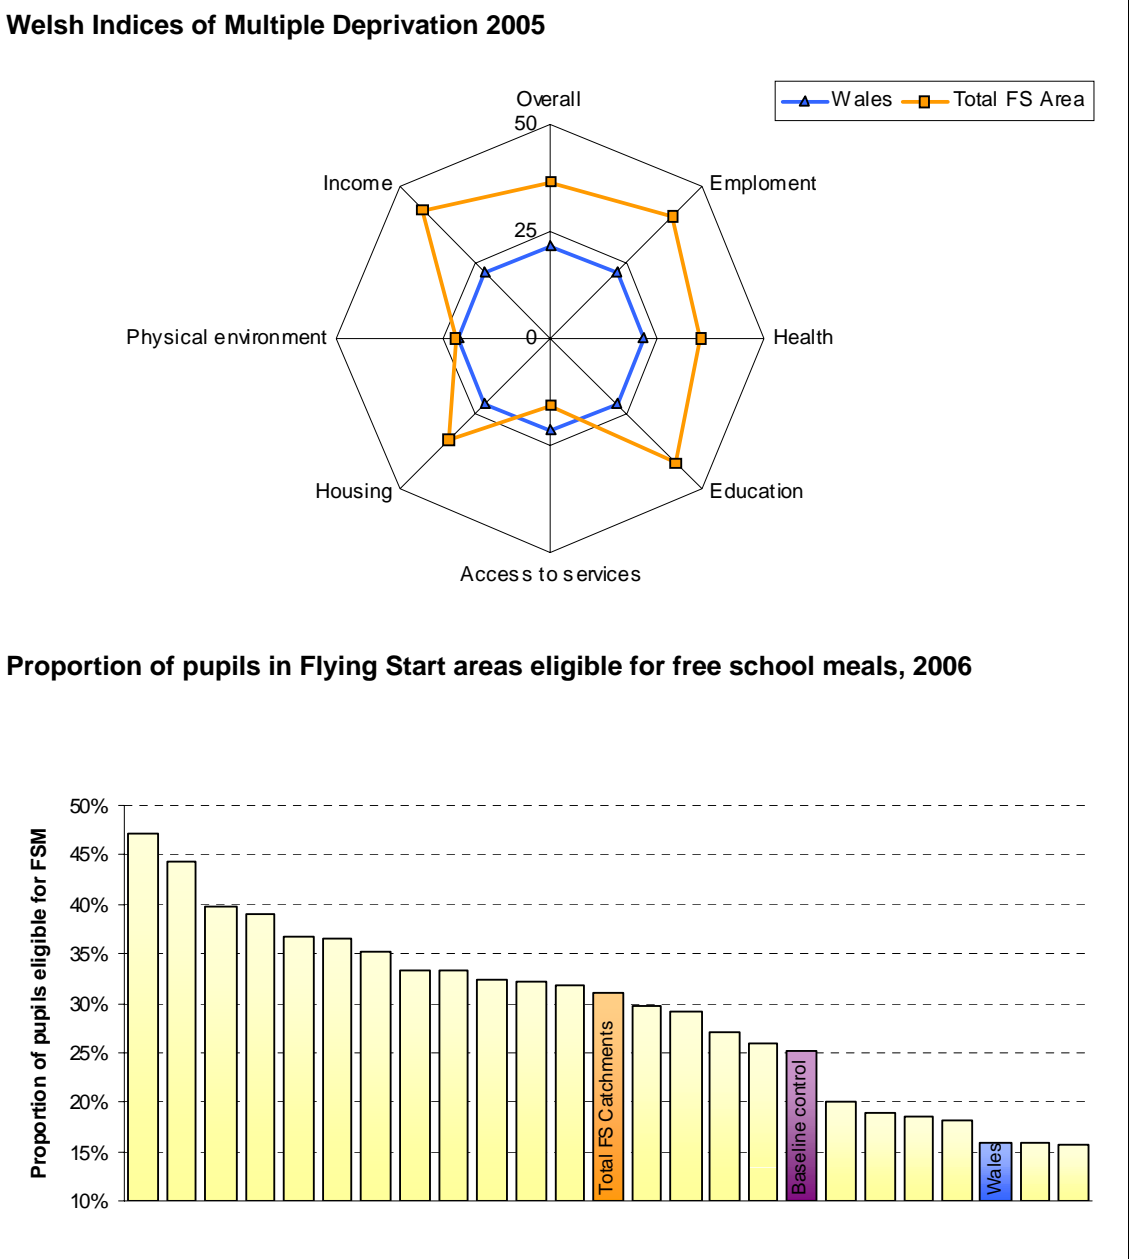 Welsh Indices of Multiple Deprivation 2005
Wales
Total FS Area
Overall
50
Income
Emploment
25
Physical environment
0
Health
Housing
Education
Access to services
Proportion of pupils in Flying Start areas eligible for free school meals, 2006
Proportion of pupils eligible for FSM
50%
45%
40%
35%
30%
25%
20%
15%
10%
Total FS Catchments
Baseline control
Wales